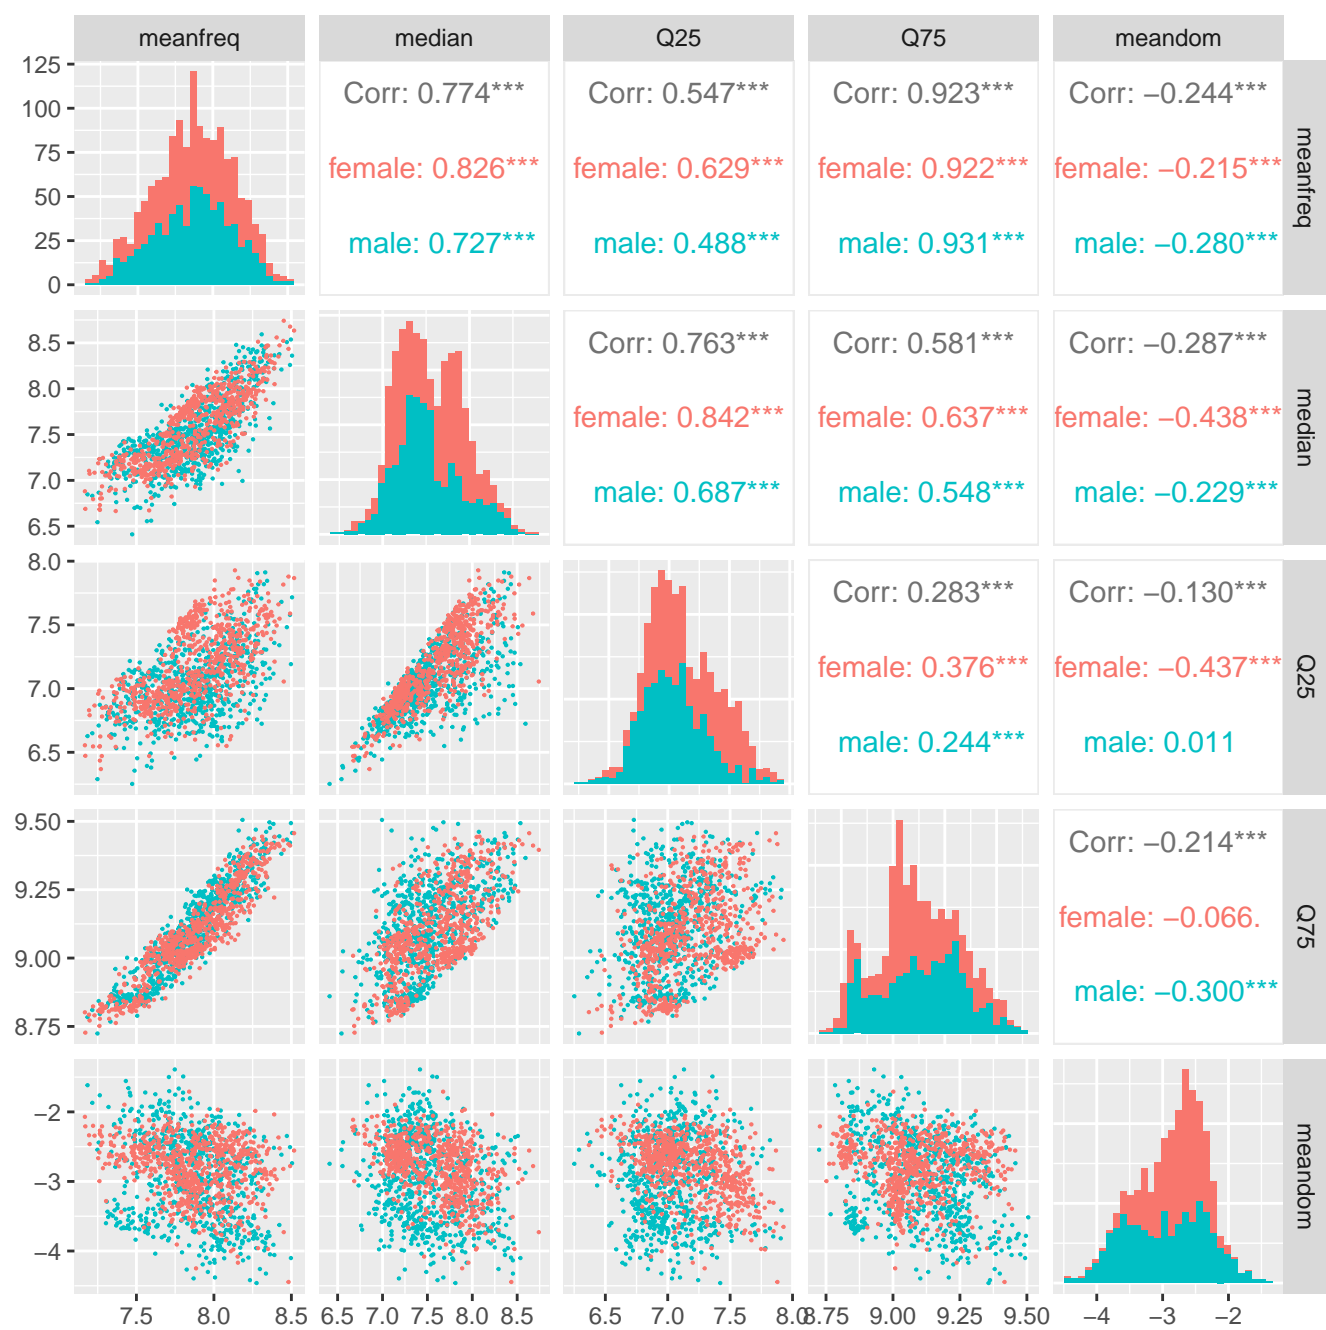 meanfreq median Q25 Q75 meandom
125
100
75
50
25
0
Corr: 0.774*** Corr: 0.547*** Corr: 0.923*** Corr: −0.244***
female: 0.826*** female: 0.629*** female: 0.922*** female: −0.215***
male: 0.727*** male: 0.488*** male: 0.931*** male: −0.280***
meanfreq
8.5
8.0
7.5
7.0
6.5
Corr: 0.763*** Corr: 0.581*** Corr: −0.287***
female: 0.842*** female: 0.637*** female: −0.438***
male: 0.687*** male: 0.548*** male: −0.229***
median
8.0
7.5
7.0
6.5
Corr: 0.283*** Corr: −0.130***
female: 0.376*** female: −0.437***
male: 0.244*** male: 0.011
Q25
9.50
9.25
9.00
8.75
Corr: −0.214***
female: −0.066.
male: −0.300***
Q75
−2
−3
−4
meandom
7.5 8.0 8.5 6.5 7.0 7.5 8.0 8.5 6.5 7.0 7.5 8.0 8.75 9.00 9.25 9.50 −4 −3 −2